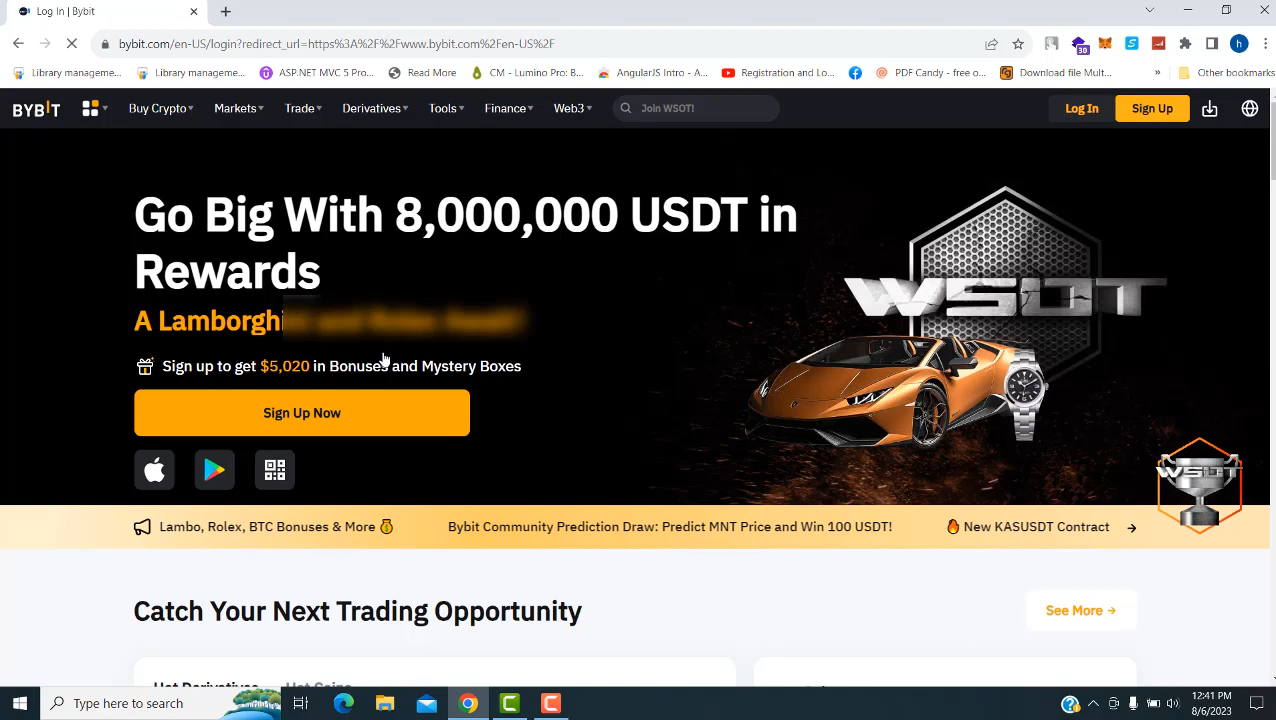 Log In | Bybit
bybit.com/en-US/login?redirect_url=https%3A%2F%2Fwww.bybit.com%2Fen-US%2F
30
Library manageme...
Library manageme...
ASP.NET MVC 5 Pro...
Read More
CM - Lumino Pro: B...
AngularJS Intro - A...
Registration and Lo...
PDF Candy - free o...
Download file Mult...
»
Other bookmarks
BYBIT
Buy Crypto
Markets
Trade
Derivatives
Tools
Finance
Web3
Join WSOT!
Log In
Sign Up
Go Big With 8,000,000 USDT in
Rewards
A Lamborghi
WSOT
Sign up to get $5,020 in Bonuses and Mystery Boxes
Sign Up Now
WSOT
Lambo, Rolex, BTC Bonuses & More
Bybit Community Prediction Draw: Predict MNT Price and Win 100 USDT!
New KASUSDT Contract
Catch Your Next Trading Opportunity
See More
Hot Derivatives
Hot Coins
Type here to search
12:41 PM
8/6/2023